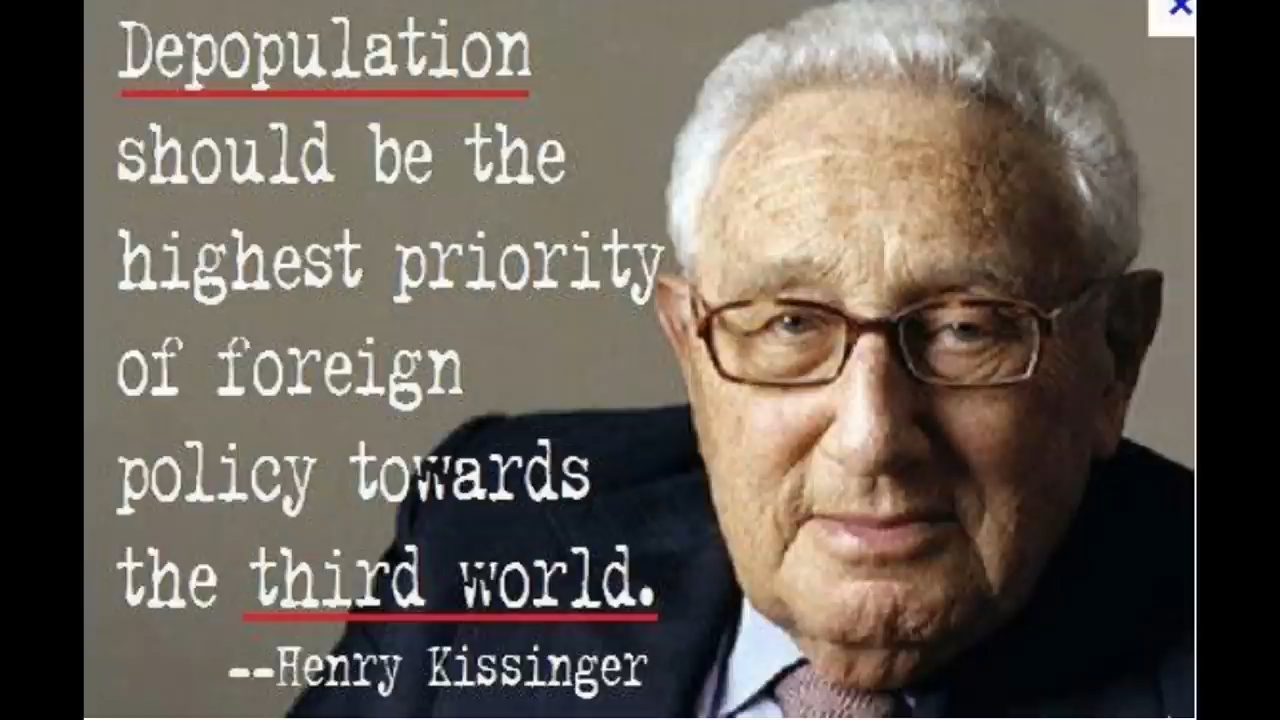 Depopulation
should be the
highest priority
of foreign
policy towards
the third world.
--Henry Kissinger